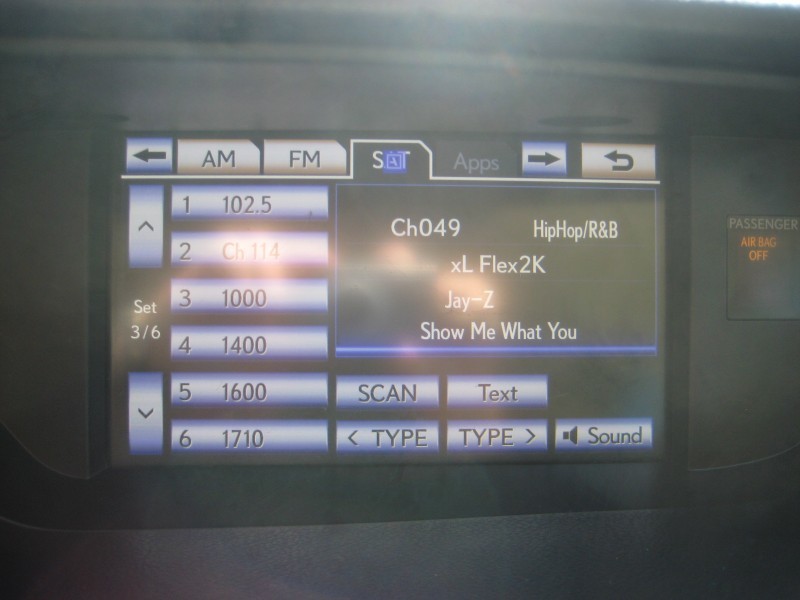 AM FM SAT Apps
1 102.5
2 Ch 114
3 1000
4 1400
5 1600
6 1710
Set
3/6
Ch049 HipHop/R&B
xL Flex2K
Jay-Z
Show Me What You
SCAN Text
< TYPE TYPE > Sound
PASSENGER
AIR BAG
OFF